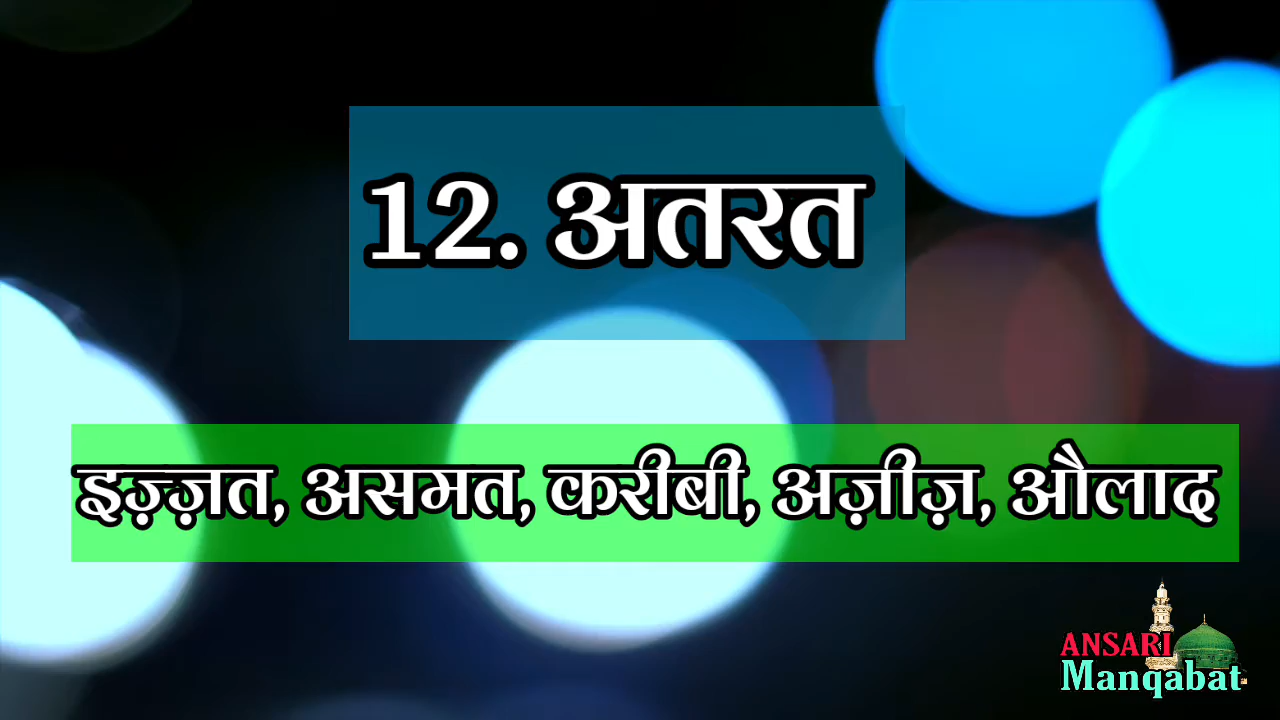 12. अतरत
इज़्ज़त, असमत, करीबी, अज़ीज़, औलाद
ANSARI
Manqabat